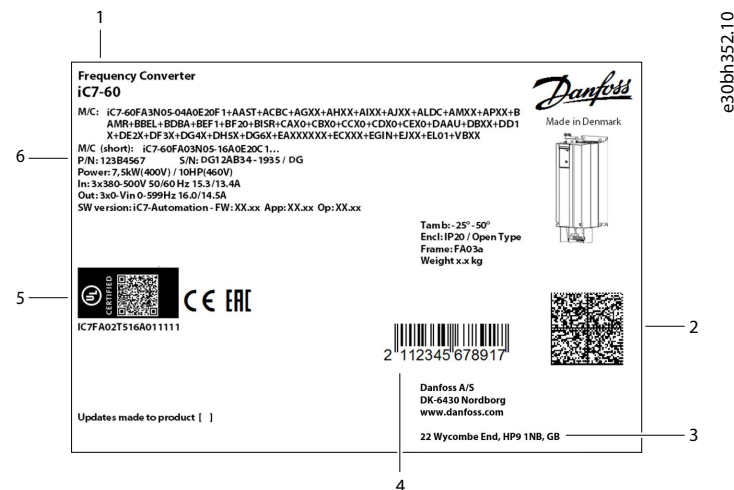 1
e30bh352.10
Frequency Converter
iC7-60
Danfoss
Made in Denmark
M/C: iC7-60FA3N05-04A0E20F1+AAST+ACBC+AGXX+AHXX+AIXX+AJXX+ALDC+AMXX+APXX+B
AMR+BBEL+BDBA+BEF1+BF20+BISR+CAX0+CBX0+CCX0+CDX0+CEX0+DAAU+DBXX+DD1
X+DE2X+DF3X+DG4X+DH5X+DG6X+EAXXXXXX+ECXXX+EGIN+EJXX+EL01+VBXX
M/C (short): iC7-60FA03N05-16A0E20C1...
6
P/N: 123B4567 S/N: DG12AB34 - 1935 / DG
Power: 7,5kW(400V) / 10HP(460V)
In: 3x380-500V 50/60 Hz 15.3/13.4A
Out: 3x0-Vin 0-599Hz 16.0/14.5A
SW version: iC7-Automation - FW: XX.xx App: XX.xx Op: XX.xx
Tamb: - 25° - 50°
Encl: IP20 / Open Type
Frame: FA03a
Weight x.x kg
5
UL
CERTIFIED
CE EAC
IC7FA02T516A011111
2
2 112345 678917
Danfoss A/S
DK-6430 Nordborg
www.danfoss.com
Updates made to product [ ]
22 Wycombe End, HP9 1NB, GB
3
4